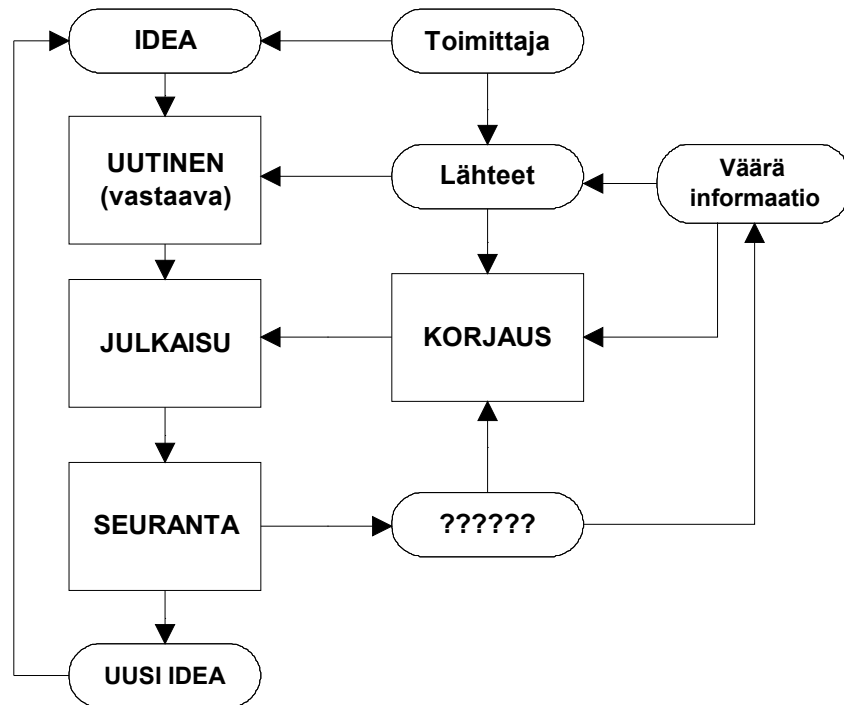 IDEA
Toimittaja
UUTINEN
(vastaava)
Lähteet
Väärä
informaatio
JULKAISU
KORJAUS
SEURANTA
??????
UUSI IDEA